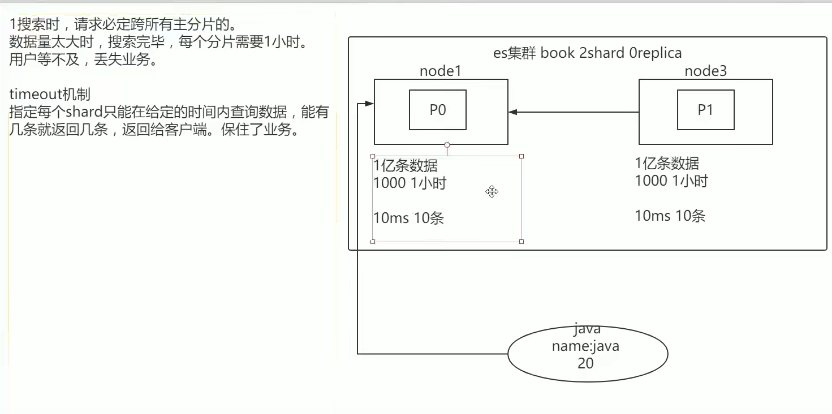 1搜索时，请求必定跨所有主分片的。
数据量太大时，搜索完毕，每个分片需要1小时。
用户等不及，丢失业务。
timeout机制
指定每个shard只能在给定的时间内查询数据，能有
几条就返回几条，返回给客户端。保住了业务。
es集群 book 2shard 0replica
node1
P0
1亿条数据
1000 1小时
10ms 10条
node3
P1
1亿条数据
1000 1小时
10ms 10条
java
name:java
20